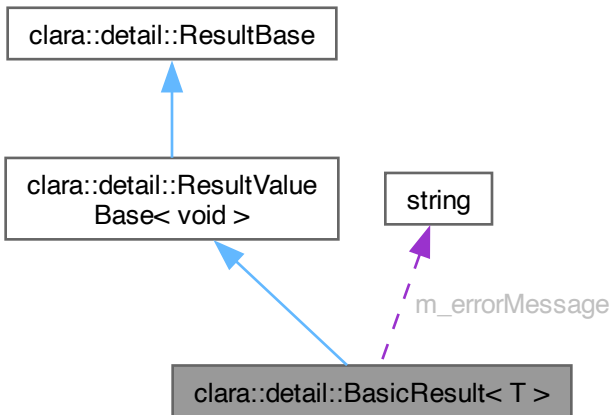 clara::detail::ResultBase
clara::detail::ResultValue
Base< void >
string
m_errorMessage
clara::detail::BasicResult< T >